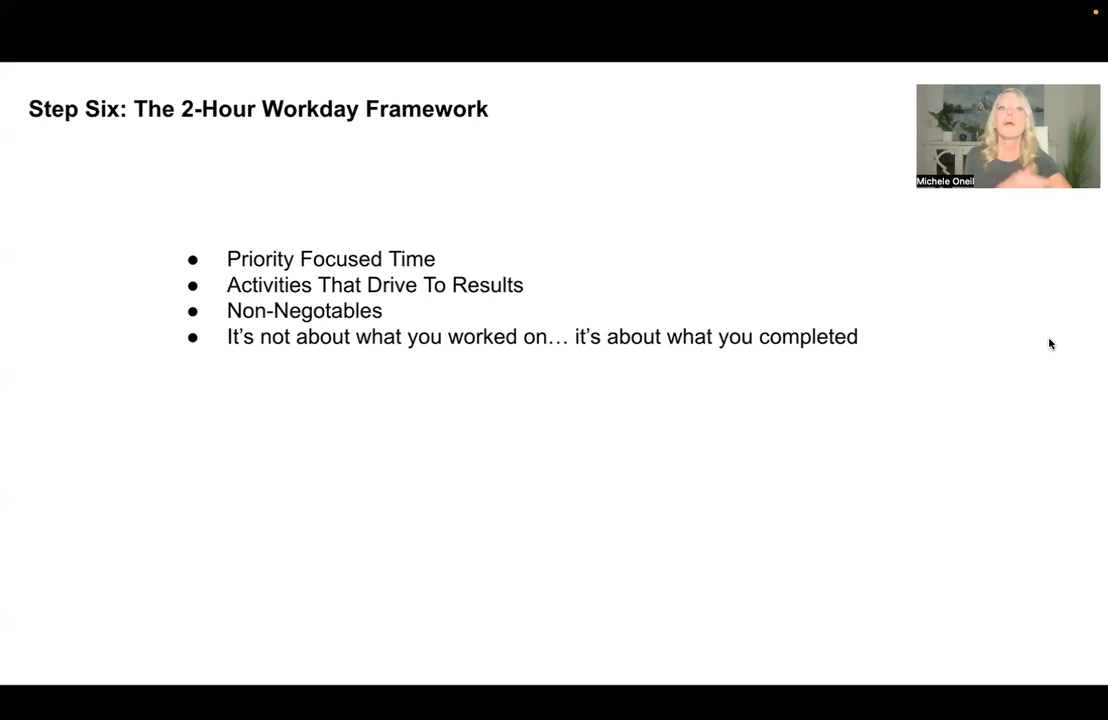 Step Six: The 2-Hour Workday Framework
Michele Oneil
● Priority Focused Time
● Activities That Drive To Results
● Non-Negotables
● It’s not about what you worked on… it’s about what you completed